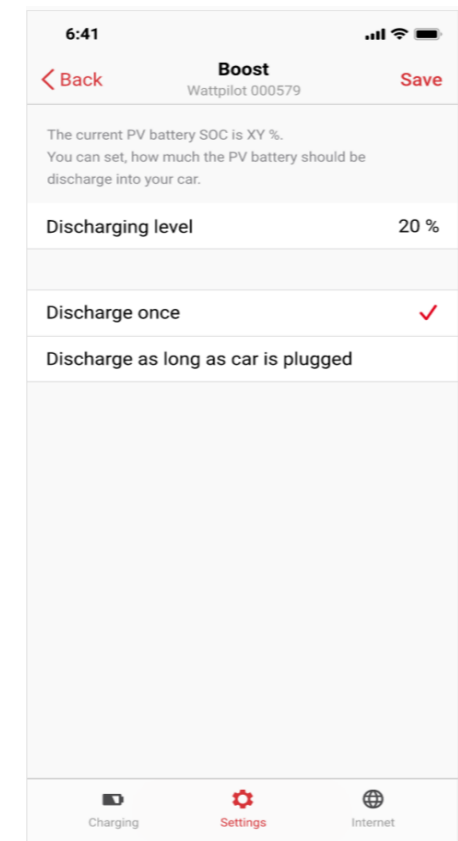 6:41
Back
Boost
Wattpilot 000579
Save
The current PV battery SOC is XY %.
You can set, how much the PV battery should be
discharge into your car.
Discharging level 20 %
Discharge once
Discharge as long as car is plugged
Charging Settings Internet